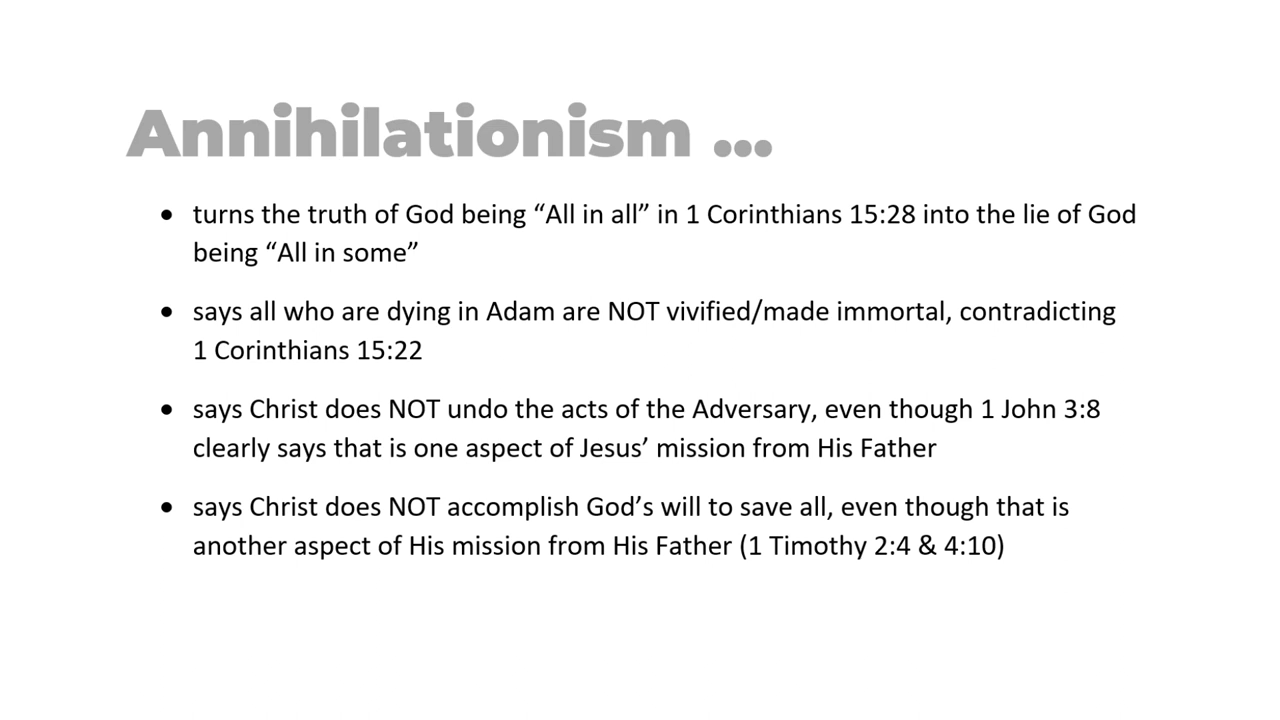 Annihilationism ...
• turns the truth of God being “All in all” in 1 Corinthians 15:28 into the lie of God
being “All in some”
• says all who are dying in Adam are NOT vivified/made immortal, contradicting
1 Corinthians 15:22
• says Christ does NOT undo the acts of the Adversary, even though 1 John 3:8
clearly says that is one aspect of Jesus’ mission from His Father
• says Christ does NOT accomplish God’s will to save all, even though that is
another aspect of His mission from His Father (1 Timothy 2:4 & 4:10)